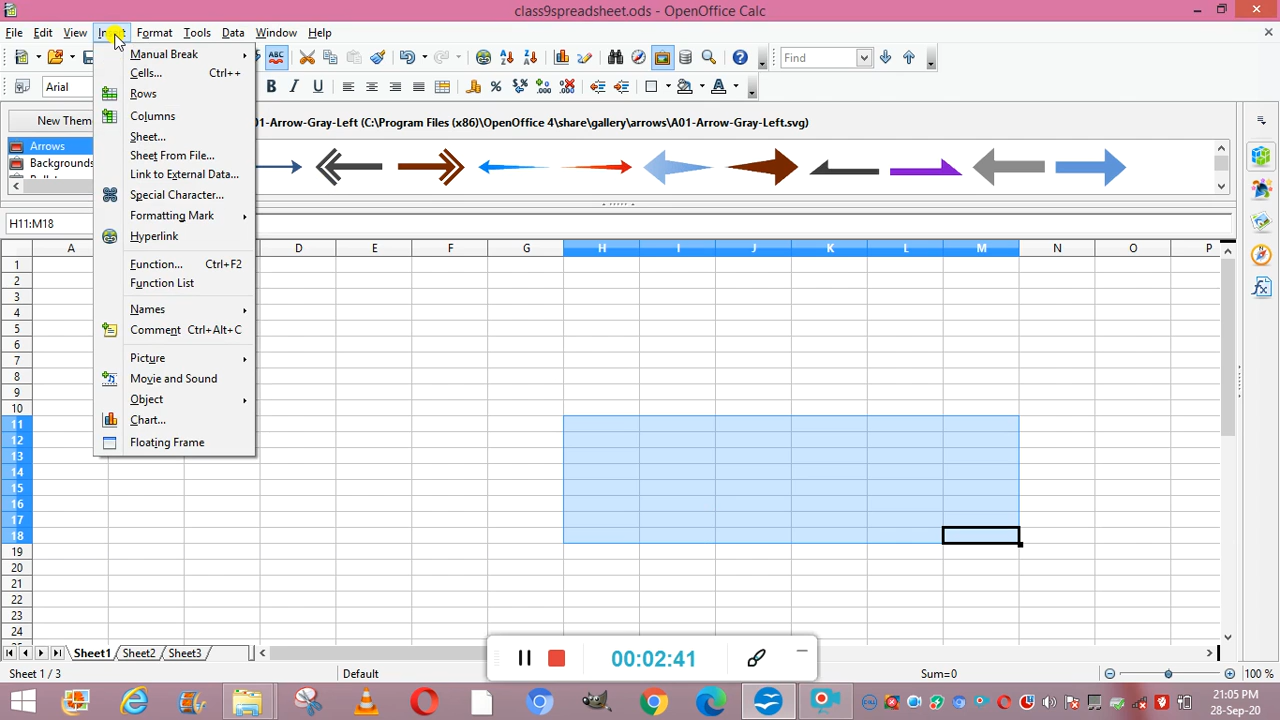 class9spreadsheet.ods - OpenOffice Calc
File Edit View Format Tools Data Window Help
Manual Break
Cells... Ctrl++
Rows
Columns
Sheet...
Sheet From File...
Link to External Data...
Special Character...
Formatting Mark
Hyperlink
Function... Ctrl+F2
Function List
Names
Comment Ctrl+Alt+C
Picture
Movie and Sound
Object
Chart...
Floating Frame
ABC
Find
Arial
B I U A
New Them
01-Arrow-Gray-Left (C:\Program Files (x86)\OpenOffice 4\share\gallery\arrows\A01-Arrow-Gray-Left.svg)
Arrows
Backgrounds
H11:M18
A D E F G H I J K L M N O P
1
2
3
4
5
6
7
8
9
10
11
12
13
14
15
16
17
18
19
20
21
22
23
24
Sheet1 Sheet2 Sheet3
00:02:41
Sheet 1 / 3 Default Sum=0 100 %
21:05 PM
28-Sep-20